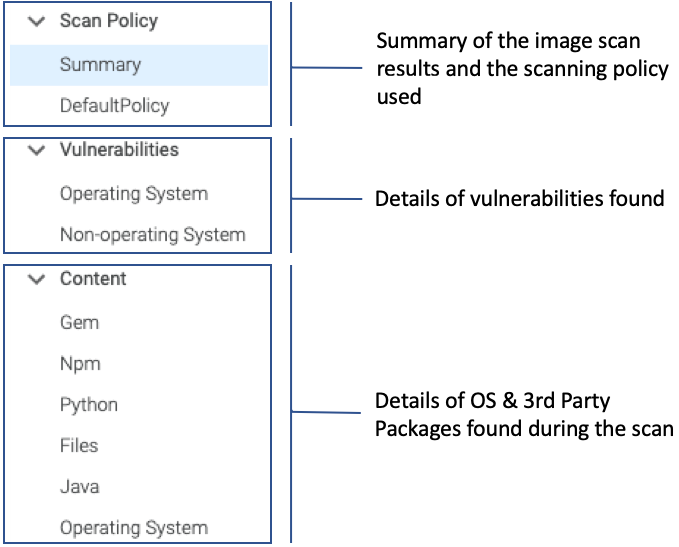 Scan Policy
Summary
DefaultPolicy
Summary of the image scan
results and the scanning policy
used
Vulnerabilities
Operating System
Non-operating System
Details of vulnerabilities found
Content
Gem
Npm
Python
Files
Java
Operating System
Details of OS & 3rd Party
Packages found during the scan